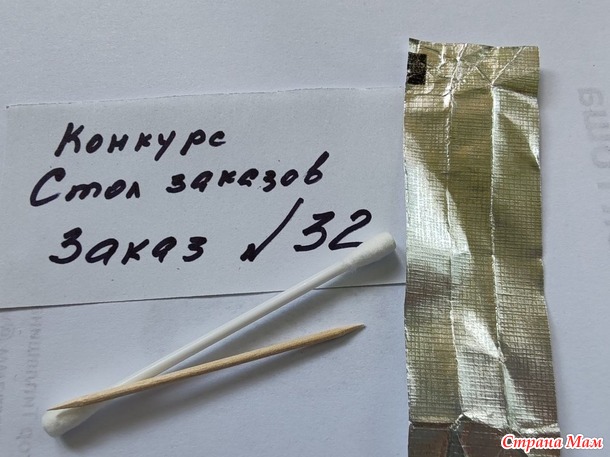 Конкурс
Стол заказов
Заказ №32
Страна Мам